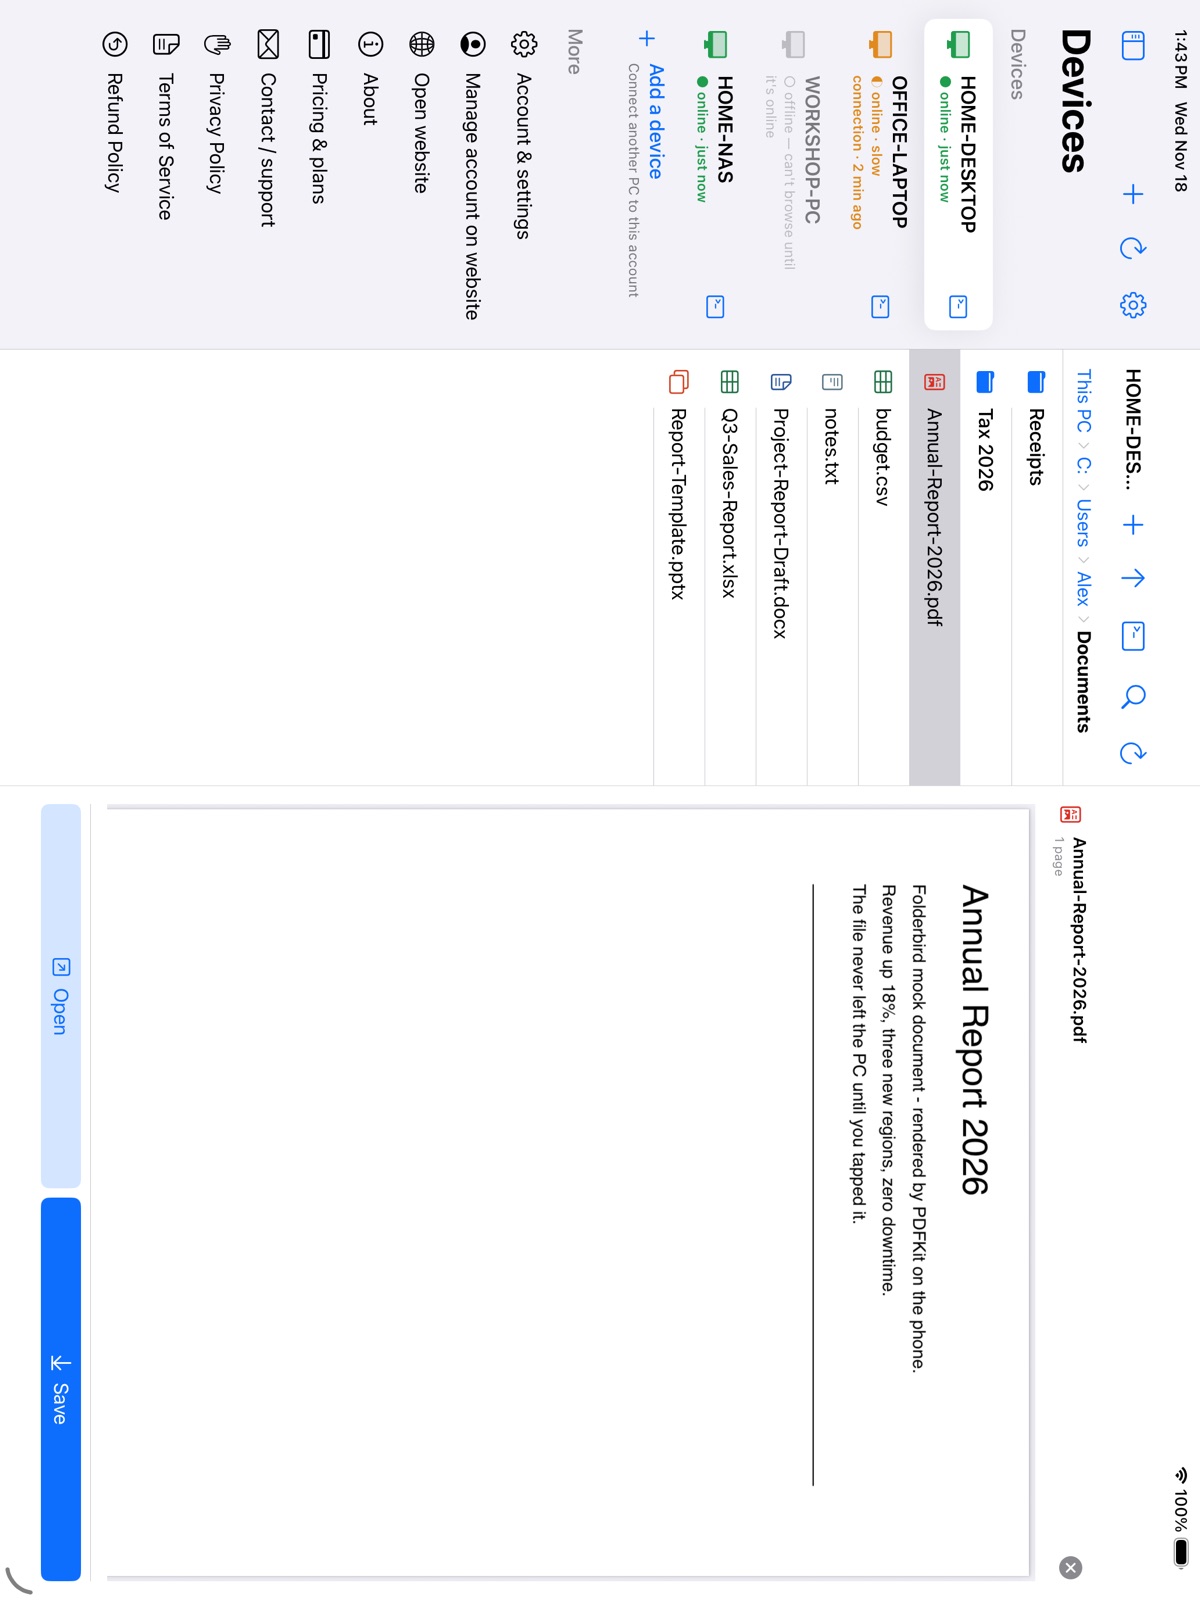 1:43 PM Wed Nov 18
100%
Devices
Devices
HOME-DESKTOP
online · just now
OFFICE-LAPTOP
online · slow
connection · 2 min ago
WORKSHOP-PC
offline — can't browse until
it's online
HOME-NAS
online · just now
Add a device
Connect another PC to this account
More
Account & settings
Manage account on website
Open website
About
Pricing & plans
Contact / support
Privacy Policy
Terms of Service
Refund Policy
HOME-DES...
This PC > C: > Users > Alex > Documents
Receipts
Tax 2026
Annual-Report-2026.pdf
budget.csv
notes.txt
Project-Report-Draft.docx
Q3-Sales-Report.xlsx
Report-Template.pptx
Annual-Report-2026.pdf
1 page
Annual Report 2026
Folderbird mock document - rendered by PDFKit on the phone.
Revenue up 18%, three new regions, zero downtime.
The file never left the PC until you tapped it.
Open
Save